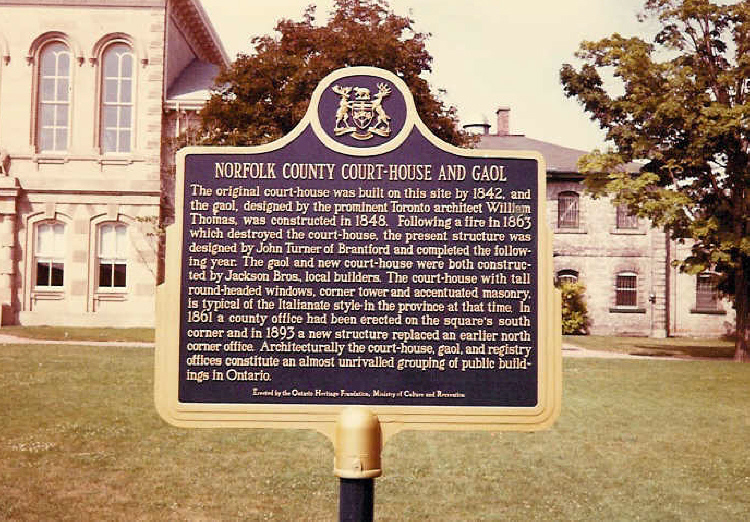 NORFOLK COUNTY COURT-HOUSE AND GAOL
The original court-house was built on this site by 1842, and
the gaol, designed by the prominent Toronto architect William
Thomas, was constructed in 1848. Following a fire in 1863
which destroyed the court-house, the present structure was
designed by John Turner of Brantford and completed the follow-
ing year. The gaol and new court-house were both construc-
ted by Jackson Bros., local builders. The court-house with tall
round-headed windows, corner tower and accentuated masonry,
is typical of the Italianate style in the province at that time. In
1861 a county office had been erected on the square's south
corner and in 1893 a new structure replaced an earlier north
corner office. Architecturally the court-house, gaol, and registry
offices constitute an almost unrivalled grouping of public build-
ings in Ontario.
Erected by the Ontario Heritage Foundation, Ministry of Culture and Recreation